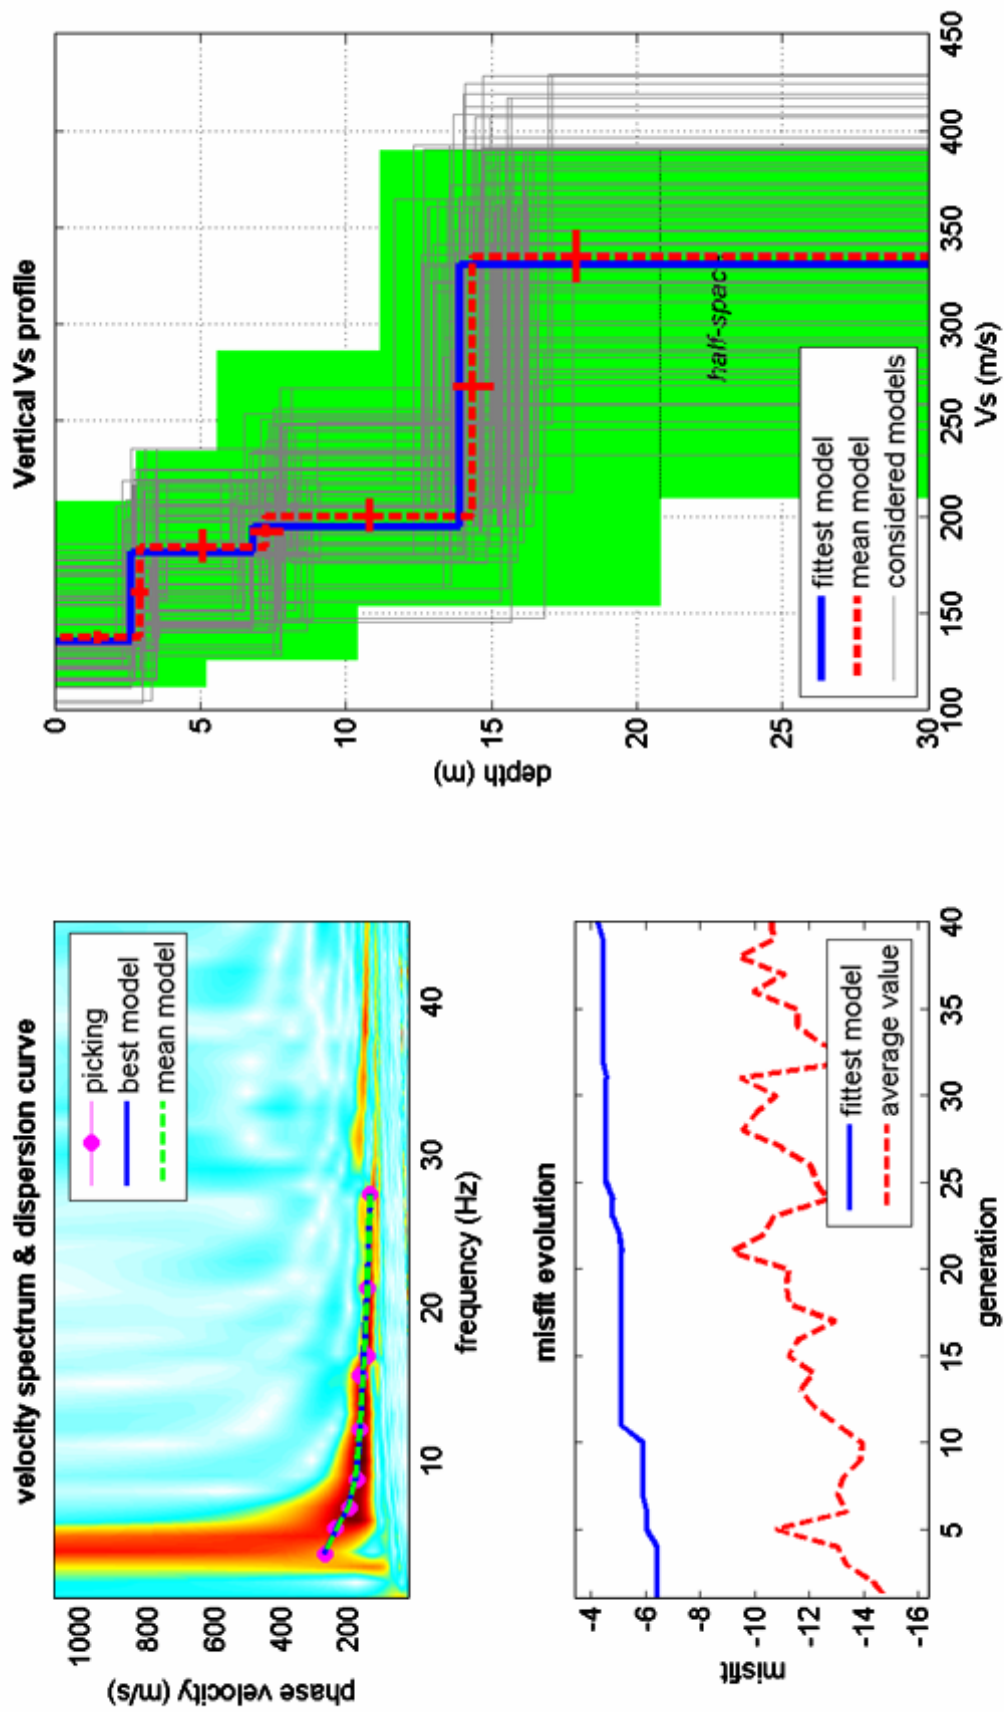 velocity spectrum & dispersion curve
1000
800
600
400
200
phase velocity (m/s)
picking
best model
mean model
10
20
30
40
frequency (Hz)
misfit evolution
-4
-6
-8
-10
-12
-14
-16
misfit
fittest model
average value
5
10
15
20
25
30
35
40
generation
Vertical Vs profile
0
5
10
15
20
25
30
depth (m)
half-spac
fittest model
mean model
considered models
100
150
200
250
300
350
400
450
Vs (m/s)